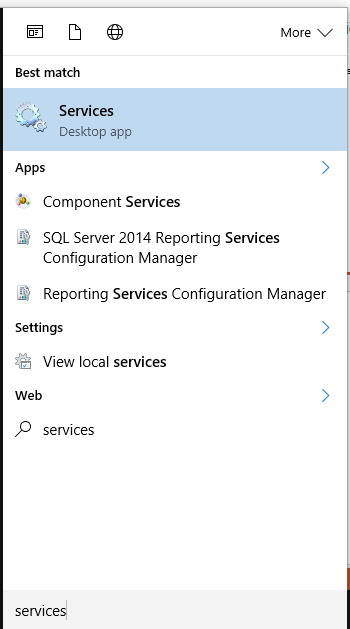 More
Best match
Services
Desktop app
Apps
Component Services
SQL Server 2014 Reporting Services
Configuration Manager
Reporting Services Configuration Manager
Settings
View local services
Web
services
services